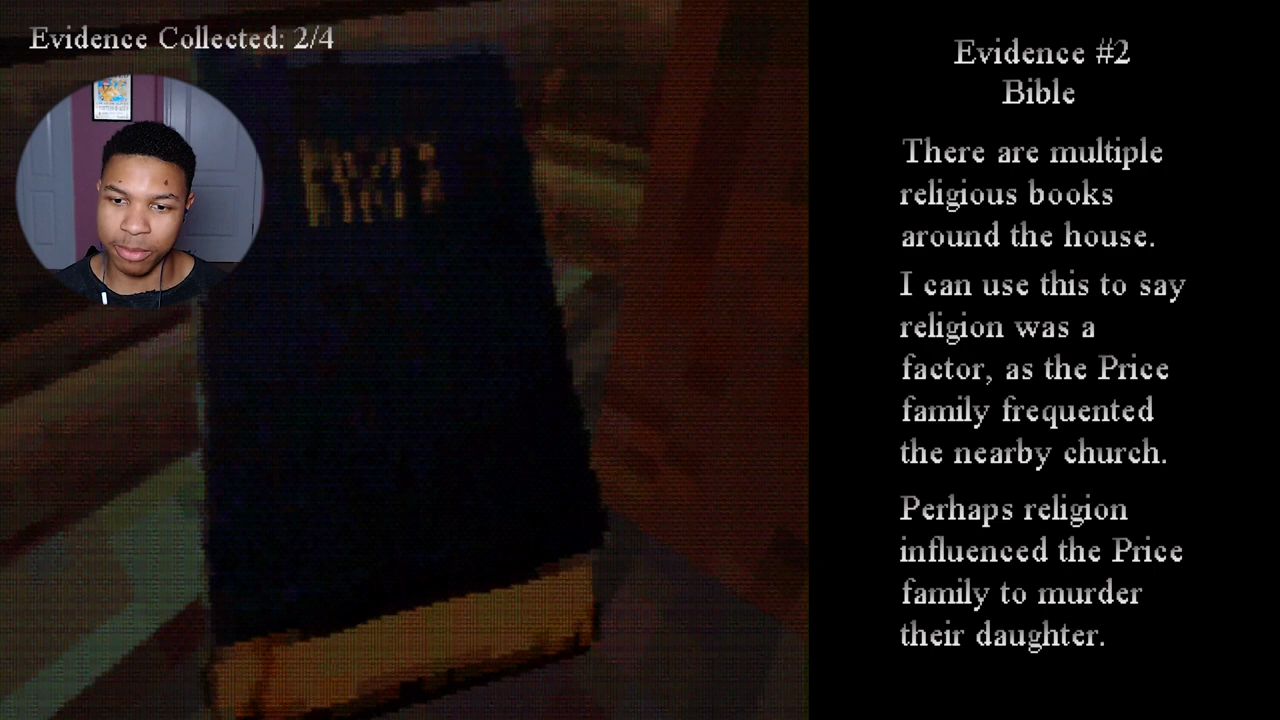 Evidence Collected: 2/4
Evidence #2
Bible
There are multiple
religious books
around the house.
I can use this to say
religion was a
factor, as the Price
family frequented
the nearby church.
Perhaps religion
influenced the Price
family to murder
their daughter.